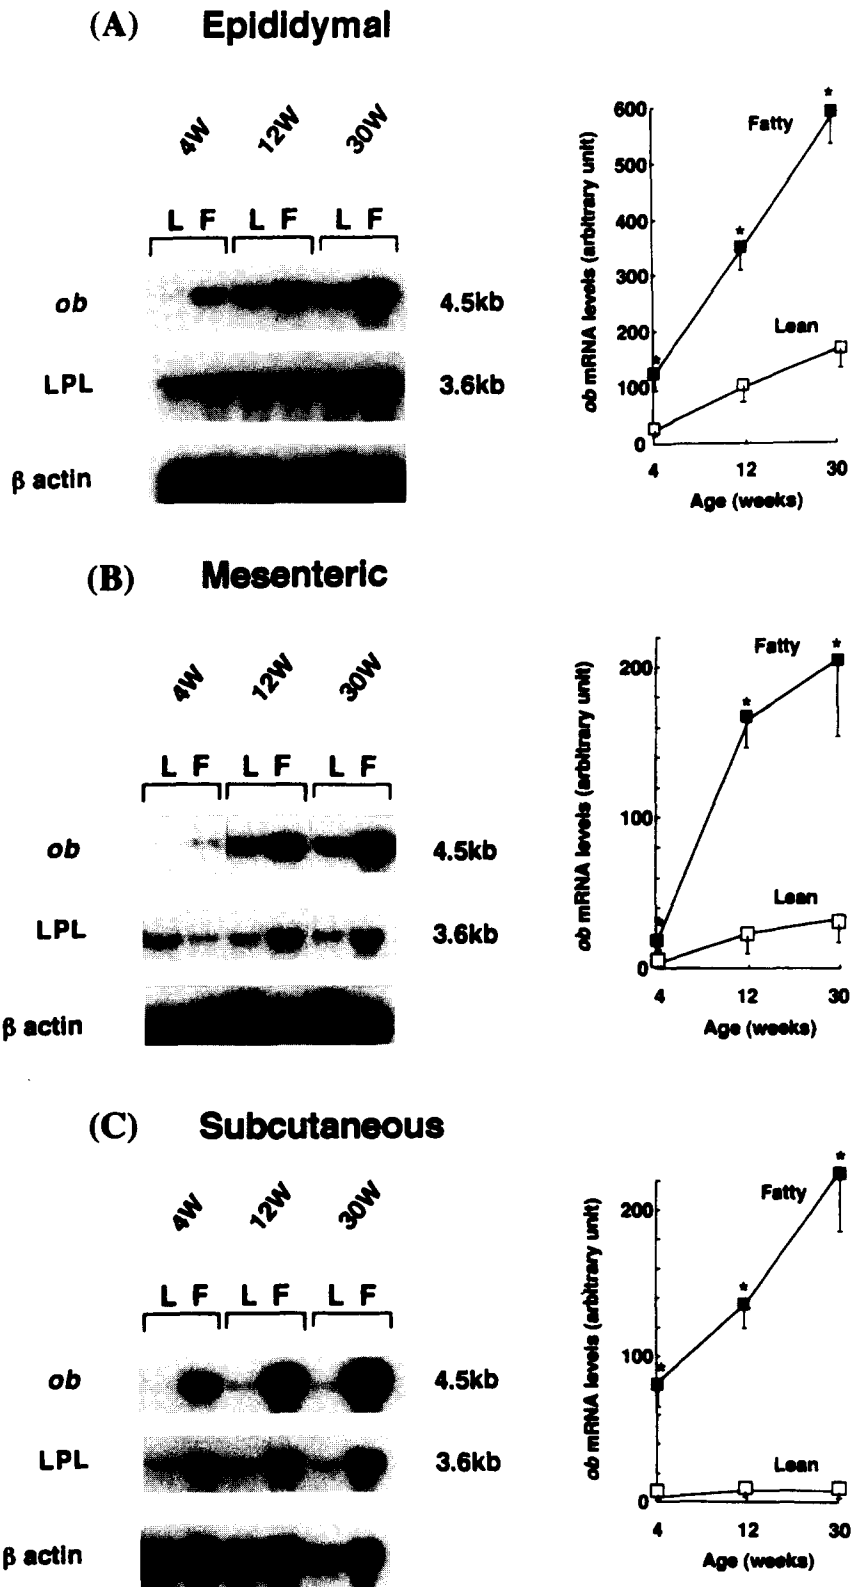 (A) Epididymal
4W 12W 30W
L F L F L F
ob 4.5kb
LPL 3.6kb
β actin
ob mRNA levels (arbitrary unit)
600
500
400
300
200
100
0
* Fatty
*
*
Lean
4 12 30
Age (weeks)
(B) Mesenteric
4W 12W 30W
L F L F L F
ob 4.5kb
LPL 3.6kb
β actin
ob mRNA levels (arbitrary unit)
200
100
0
Fatty *
*
*
Lean
4 12 30
Age (weeks)
(C) Subcutaneous
4W 12W 30W
L F L F L F
ob 4.5kb
LPL 3.6kb
β actin
ob mRNA levels (arbitrary unit)
200
100
0
*
Fatty
*
*
Lean
4 12 30
Age (weeks)